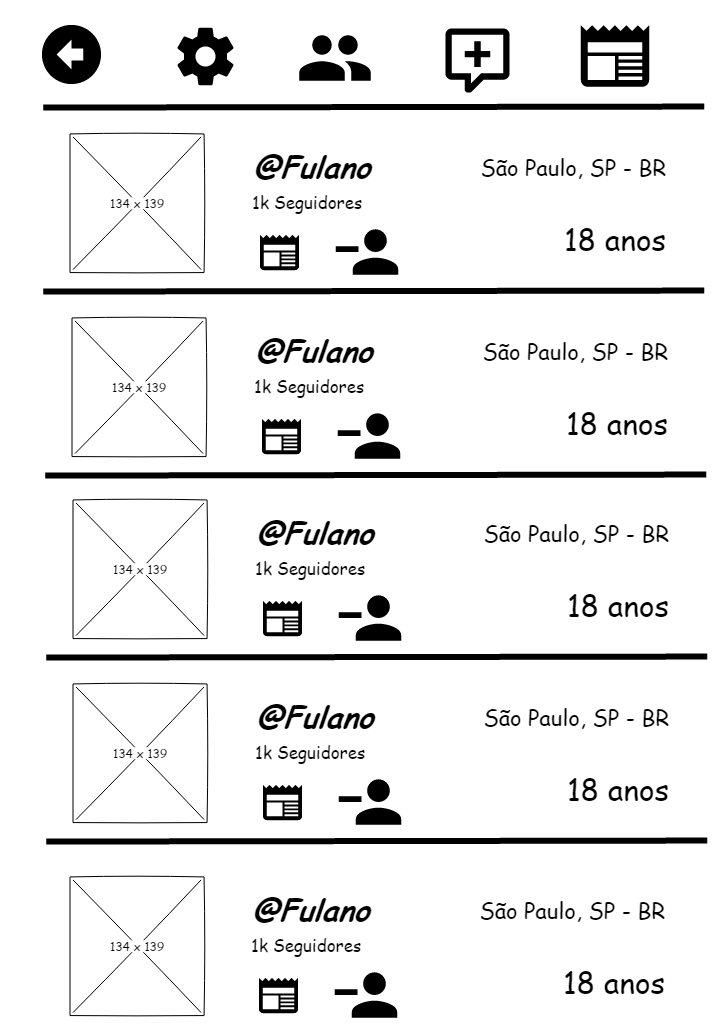 @Fulano
São Paulo, SP - BR
134 x 139
1k Seguidores
18 anos
@Fulano
São Paulo, SP - BR
134 x 139
1k Seguidores
18 anos
@Fulano
São Paulo, SP - BR
134 x 139
1k Seguidores
18 anos
@Fulano
São Paulo, SP - BR
134 x 139
1k Seguidores
18 anos
@Fulano
São Paulo, SP - BR
134 x 139
1k Seguidores
18 anos